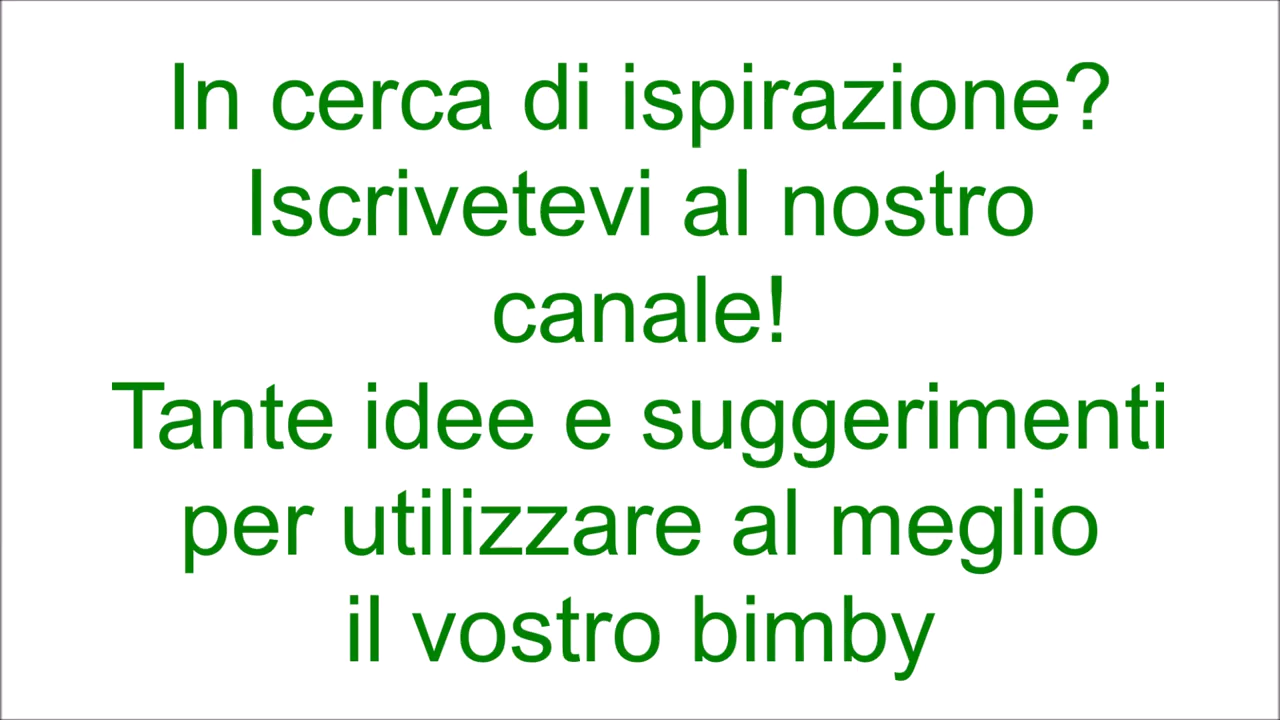 In cerca di ispirazione?
Iscrivetevi al nostro
canale!
Tante idee e suggerimenti
per utilizzare al meglio
il vostro bimby